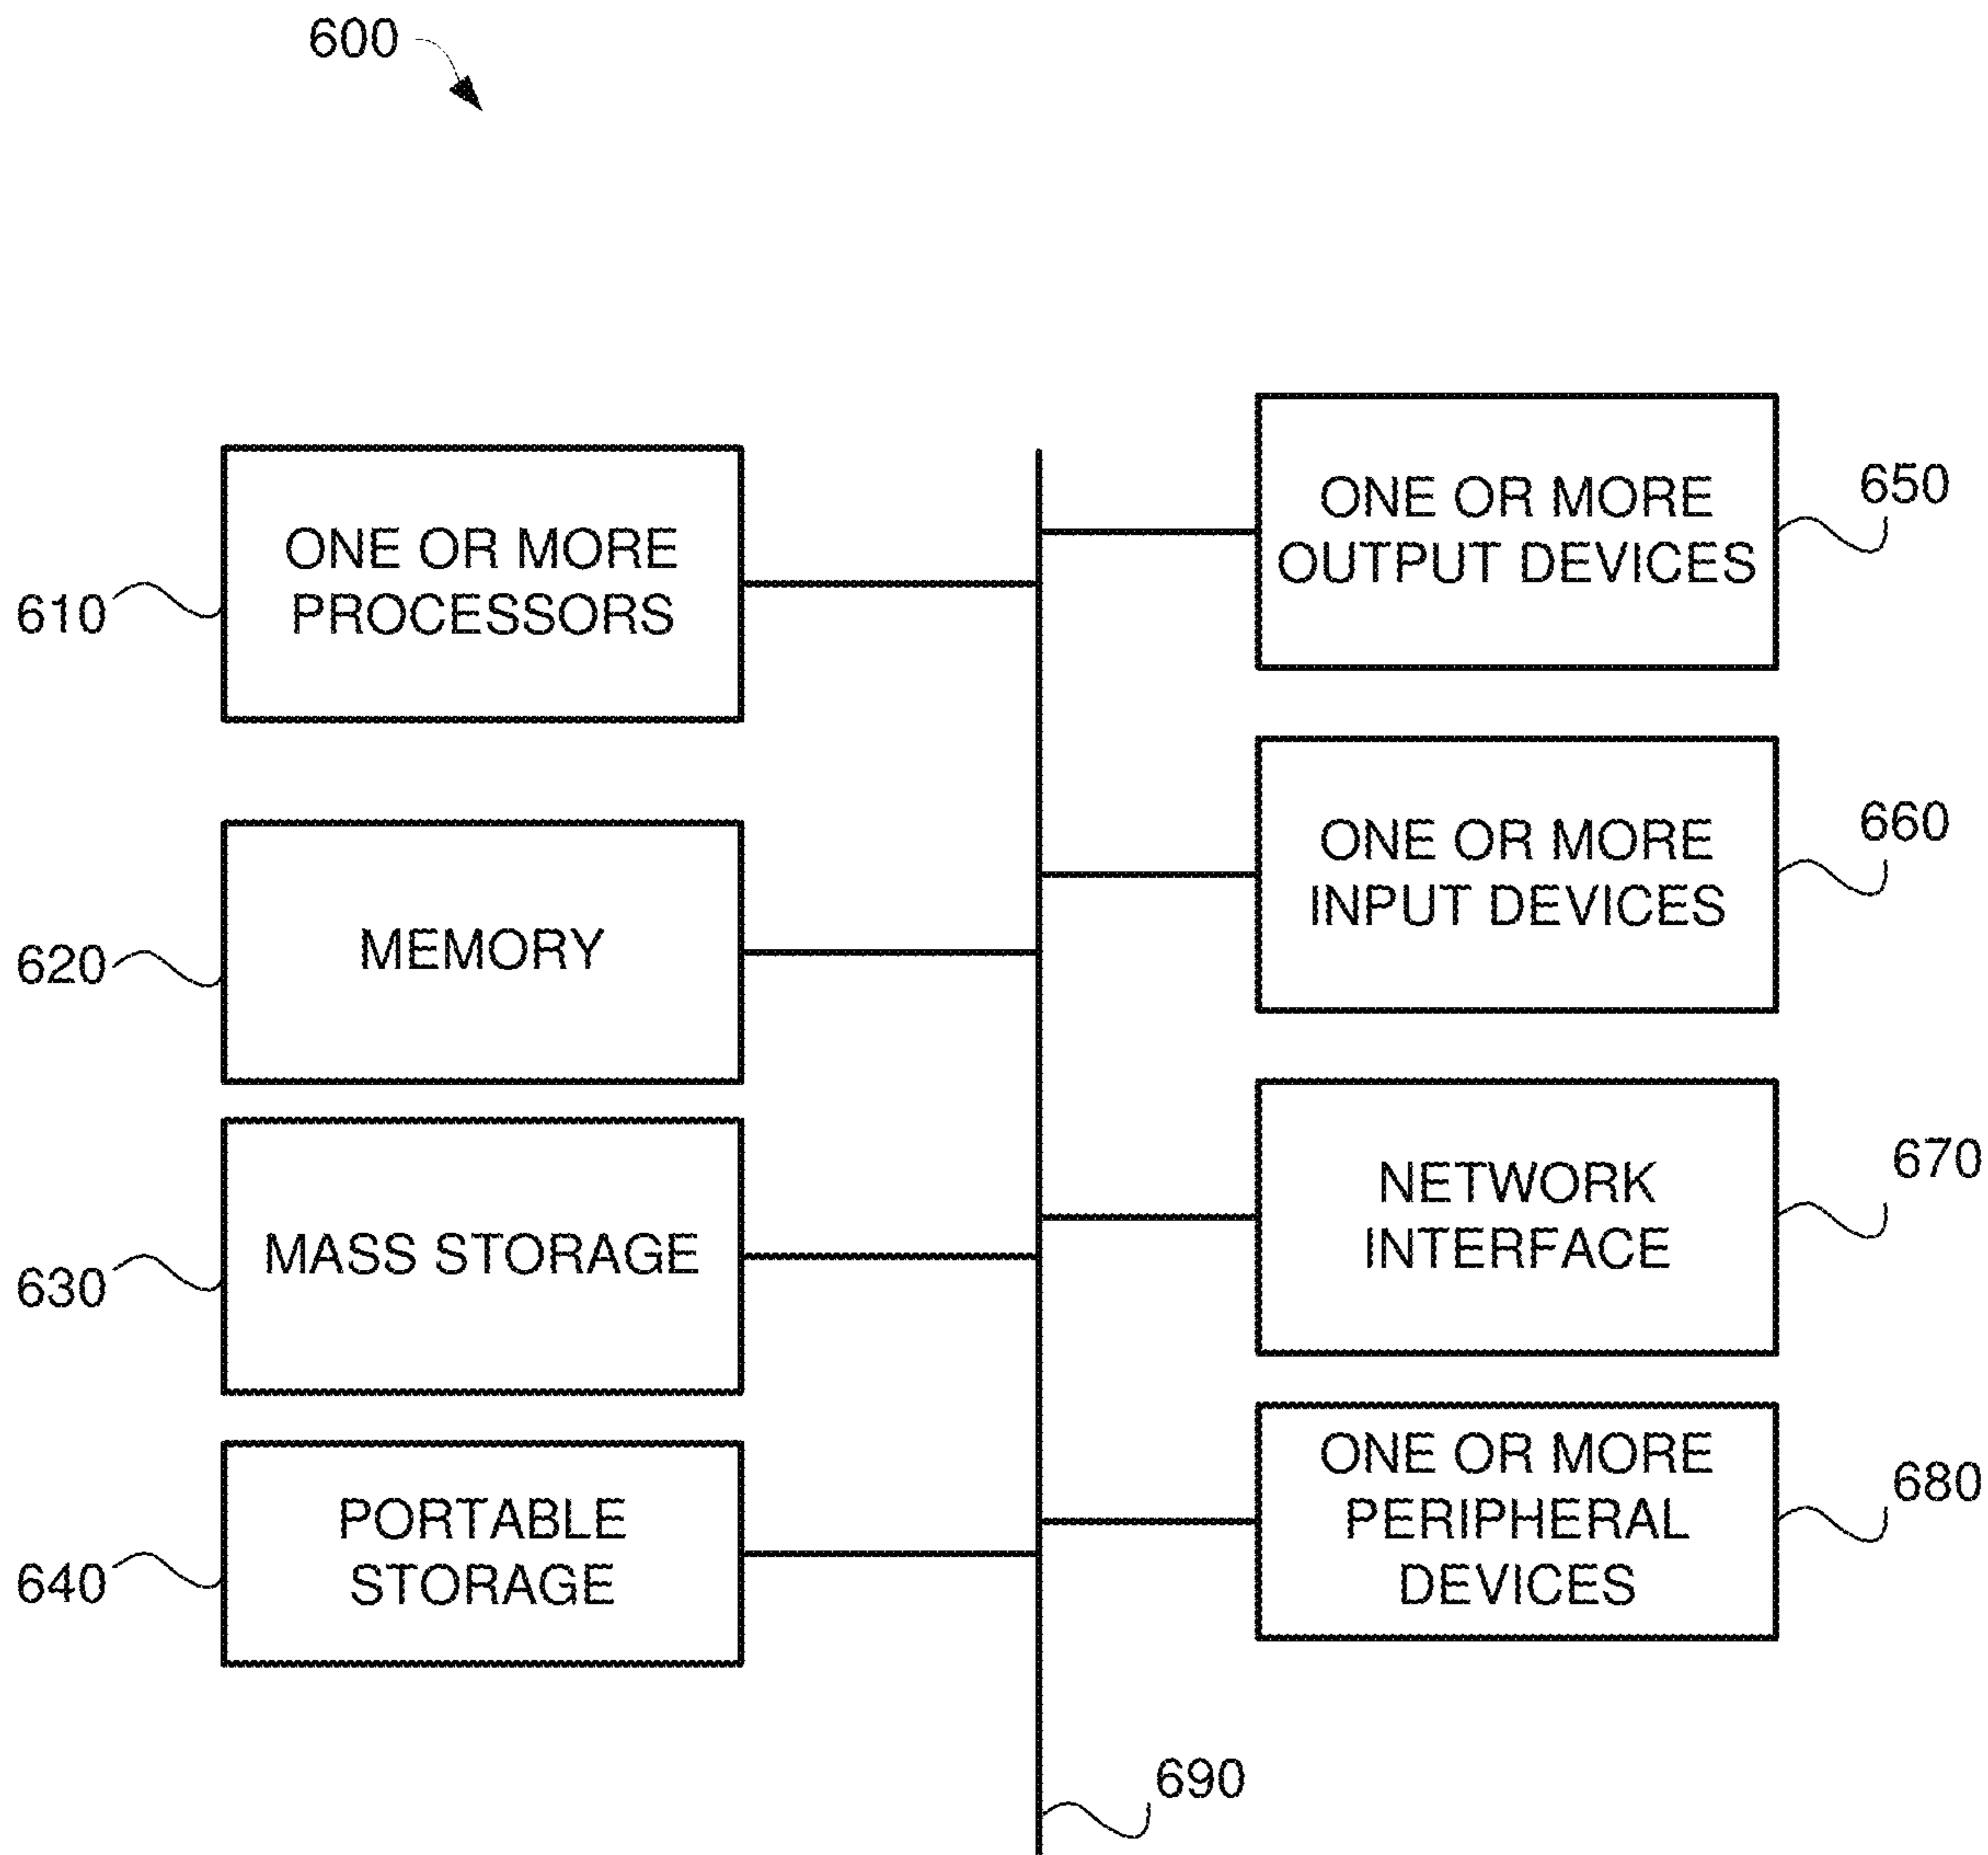 600
ONE OR MORE
PROCESSORS
610
MEMORY
620
MASS STORAGE
630
PORTABLE
STORAGE
640
ONE OR MORE
OUTPUT DEVICES
650
ONE OR MORE
INPUT DEVICES
660
NETWORK
INTERFACE
670
ONE OR MORE
PERIPHERAL
DEVICES
680
690